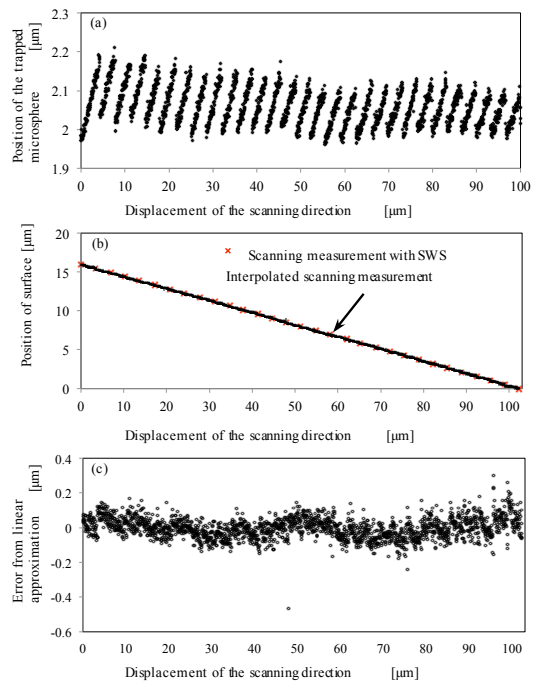 (a)
Position of the trapped
microsphere [μm]
2.3
2.2
2.1
2
1.9
0 10 20 30 40 50 60 70 80 90 100
Displacement of the scanning direction [μm]
(b)
Position of surface [μm]
20
15
10
5
0
× Scanning measurement with SWS
Interpolated scanning measurement
0 10 20 30 40 50 60 70 80 90 100
Displacement of the scanning direction [μm]
(c)
Error from linear
approximation [μm]
0.4
0.2
0
-0.2
-0.4
-0.6
0 10 20 30 40 50 60 70 80 90 100
Displacement of the scanning direction [μm]